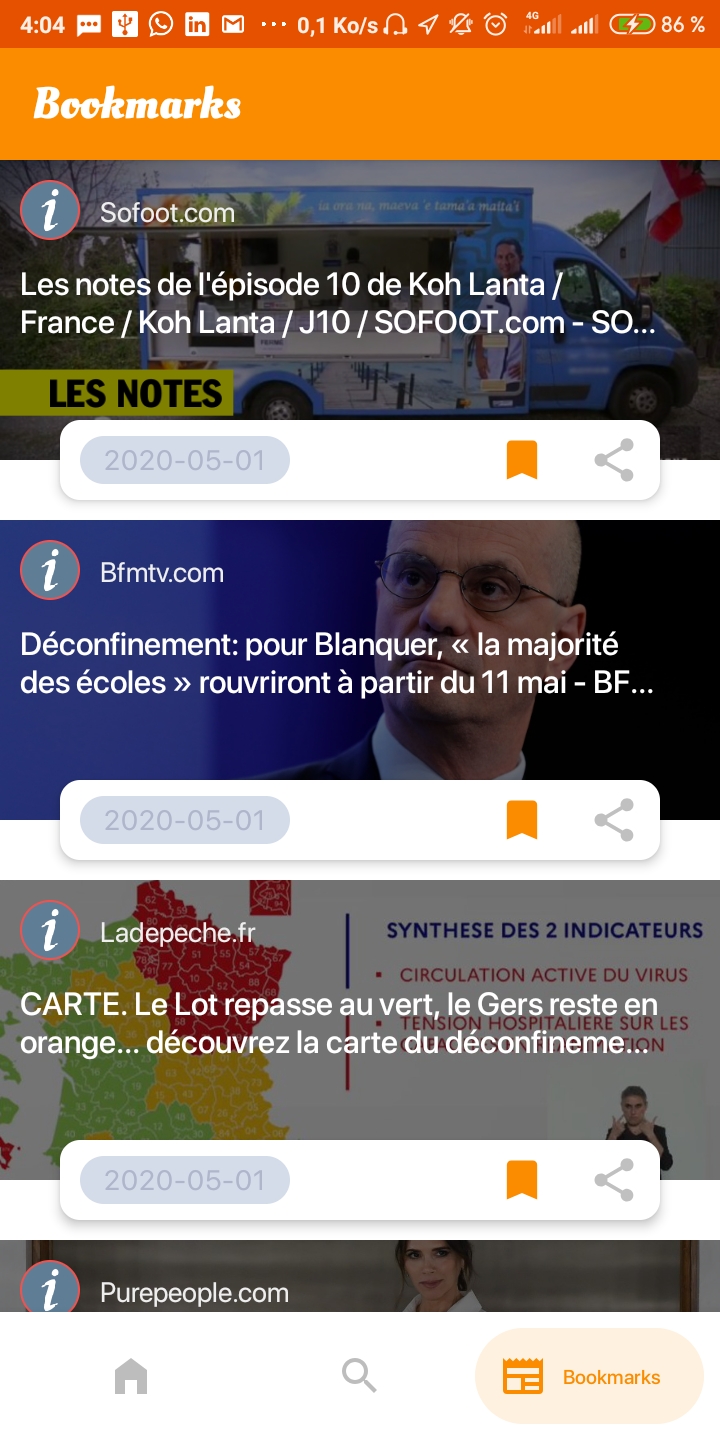 4:04 ... 0,1 Ko/s 4G 86 %
Bookmarks
ia ora na, maeva 'e tama'a maita'i
i Sofoot.com
Les notes de l'épisode 10 de Koh Lanta /
France / Koh Lanta / J10 / SOFOOT.com - SO...
LES NOTES
2020-05-01
i Bfmtv.com
Déconfinement: pour Blanquer, « la majorité
des écoles » rouvriront à partir du 11 mai - BF...
2020-05-01
i Ladepeche.fr
SYNTHESE DES 2 INDICATEURS
CIRCULATION ACTIVE DU VIRUS
CARTE. Le Lot repasse au vert, le Gers reste en
TENSION HOSPITALIÈRE SUR LES
orange... découvrez la carte du déconfineme...
2020-05-01
i Purepeople.com
Bookmarks